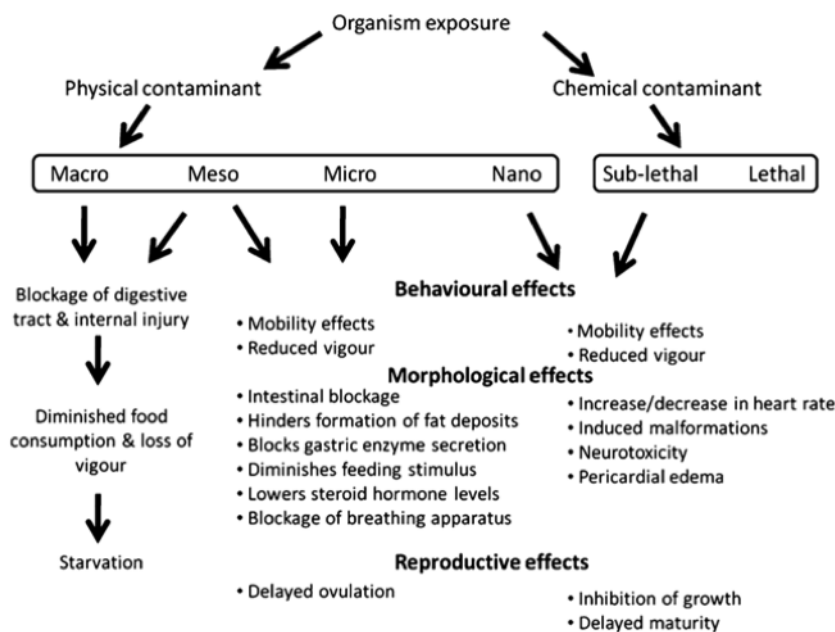 Organism exposure
Physical contaminant
Chemical contaminant
Macro Meso Micro Nano
Sub-lethal Lethal
Blockage of digestive
tract & internal injury
Diminished food
consumption & loss of
vigour
Starvation
Behavioural effects
• Mobility effects
• Reduced vigour
• Mobility effects
• Reduced vigour
Morphological effects
• Intestinal blockage
• Hinders formation of fat deposits
• Blocks gastric enzyme secretion
• Diminishes feeding stimulus
• Lowers steroid hormone levels
• Blockage of breathing apparatus
• Increase/decrease in heart rate
• Induced malformations
• Neurotoxicity
• Pericardial edema
Reproductive effects
• Delayed ovulation
• Inhibition of growth
• Delayed maturity